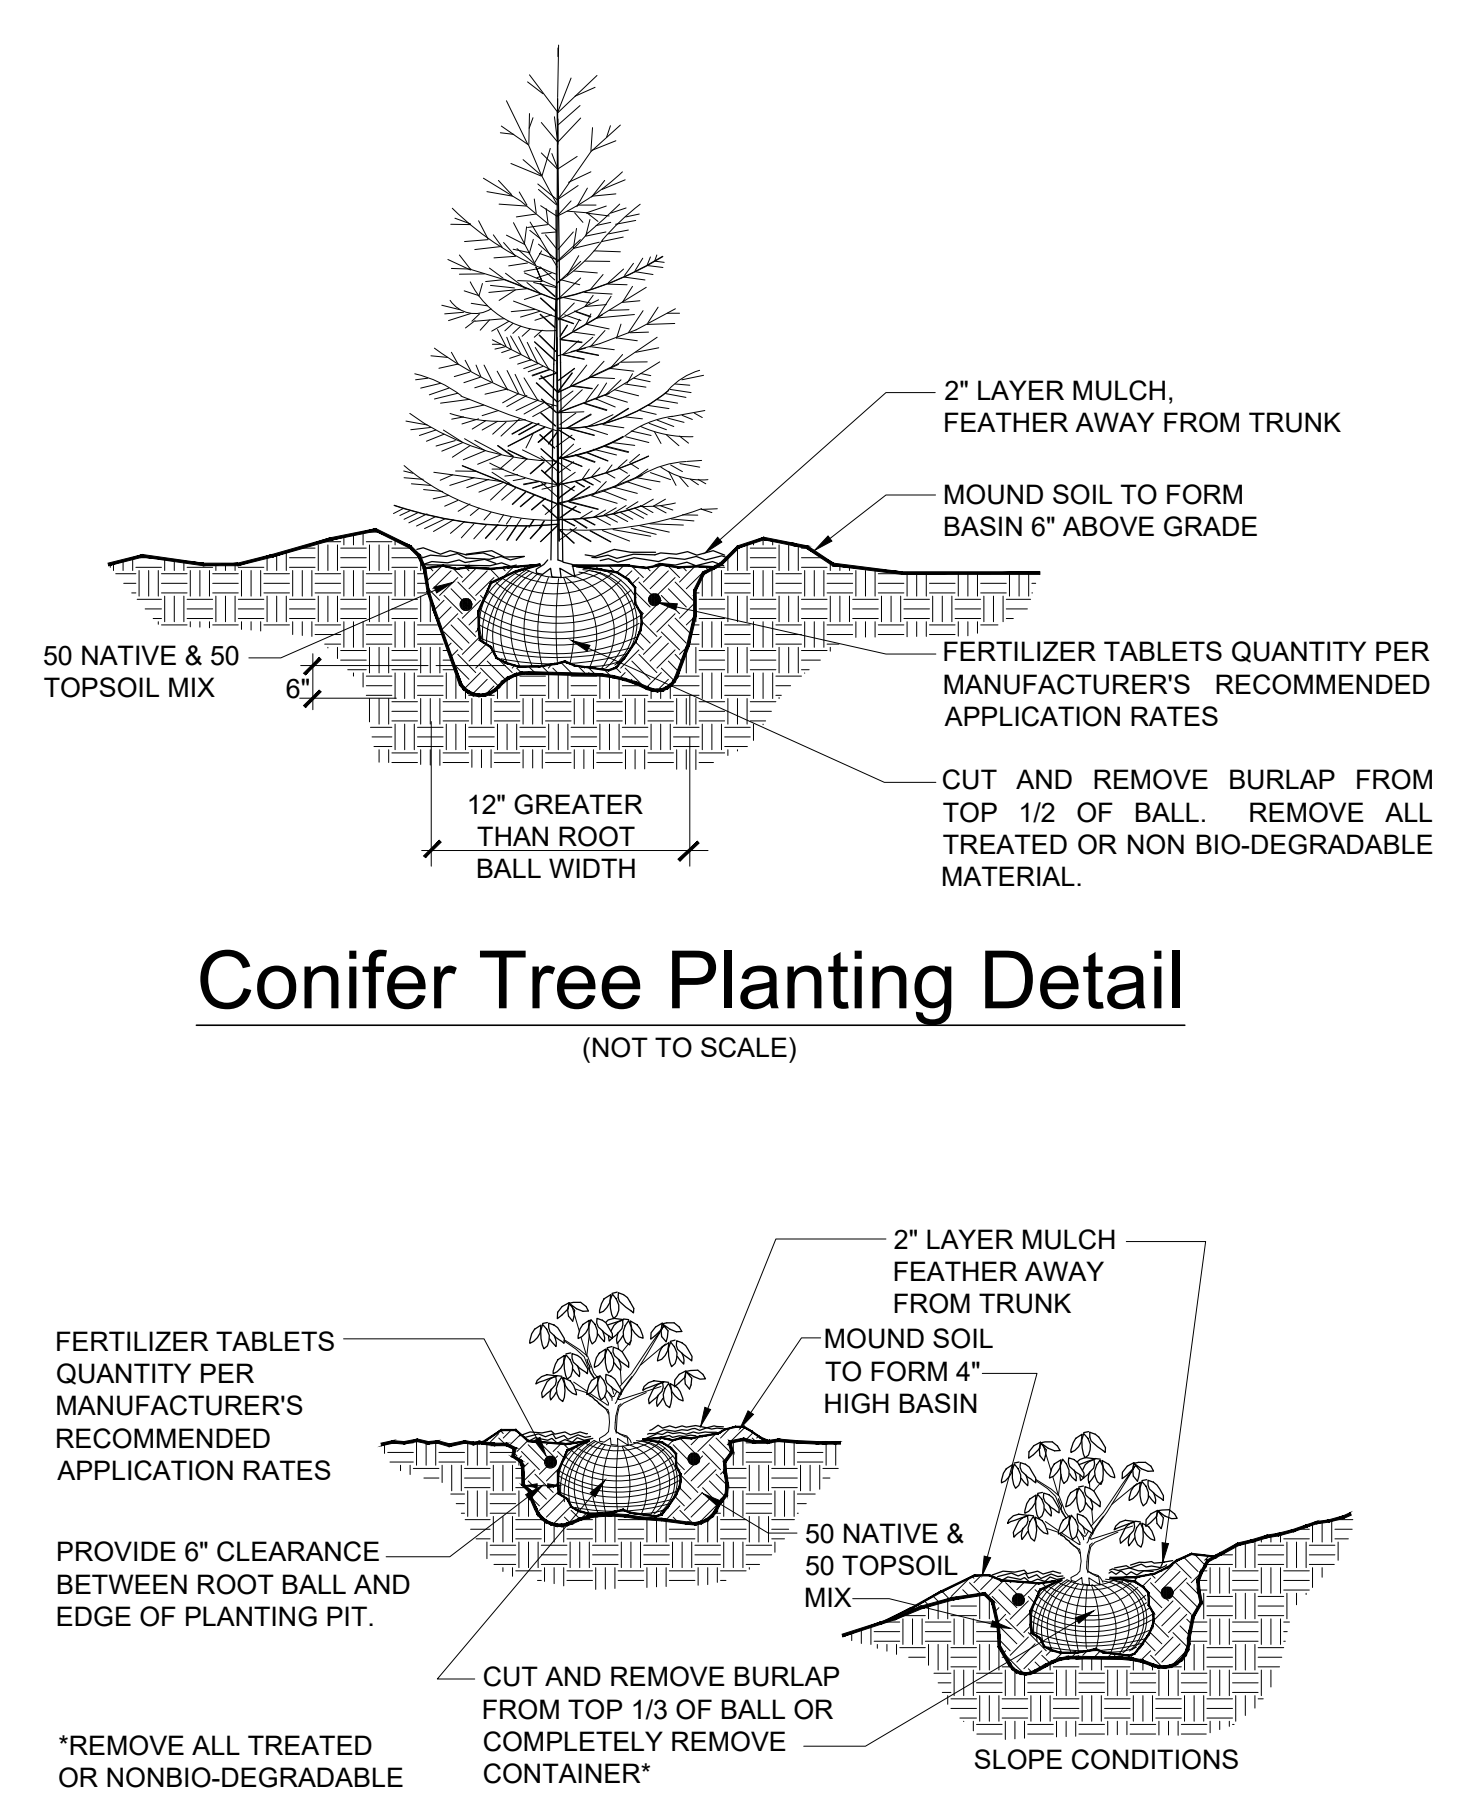 2" LAYER MULCH,
FEATHER AWAY FROM TRUNK
MOUND SOIL TO FORM
BASIN 6" ABOVE GRADE
50 NATIVE & 50
TOPSOIL MIX
6"
FERTILIZER TABLETS QUANTITY PER
MANUFACTURER'S RECOMMENDED
APPLICATION RATES
CUT AND REMOVE BURLAP FROM
TOP 1/2 OF BALL. REMOVE ALL
TREATED OR NON BIO-DEGRADABLE
MATERIAL.
12" GREATER
THAN ROOT
BALL WIDTH
Conifer Tree Planting Detail
(NOT TO SCALE)
2" LAYER MULCH
FEATHER AWAY
FROM TRUNK
MOUND SOIL
TO FORM 4"
HIGH BASIN
FERTILIZER TABLETS
QUANTITY PER
MANUFACTURER'S
RECOMMENDED
APPLICATION RATES
PROVIDE 6" CLEARANCE
BETWEEN ROOT BALL AND
EDGE OF PLANTING PIT.
50 NATIVE &
50 TOPSOIL
MIX
CUT AND REMOVE BURLAP
FROM TOP 1/3 OF BALL OR
COMPLETELY REMOVE
CONTAINER*
*REMOVE ALL TREATED
OR NONBIO-DEGRADABLE
SLOPE CONDITIONS